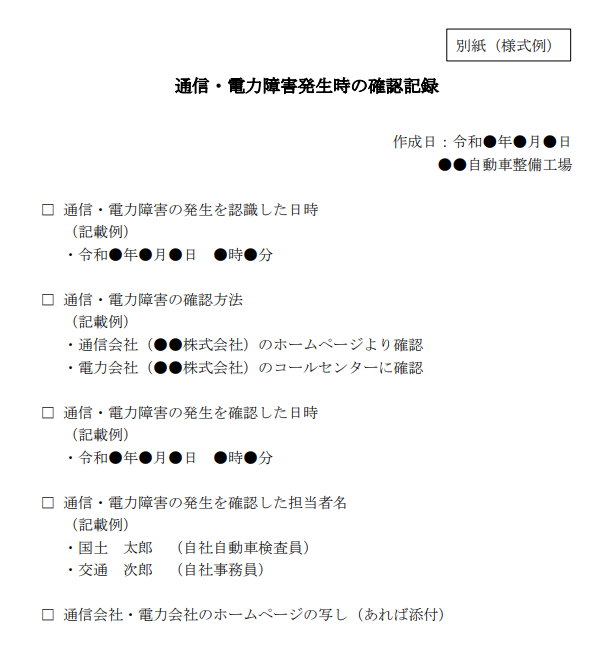 別紙（様式例）
通信・電力障害発生時の確認記録
作成日：令和●年●月●日
●●自動車整備工場
□ 通信・電力障害の発生を認識した日時
（記載例）
・令和●年●月●日　●時●分
□ 通信・電力障害の確認方法
（記載例）
・通信会社（●●株式会社）のホームページより確認
・電力会社（●●株式会社）のコールセンターに確認
□ 通信・電力障害の発生を確認した日時
（記載例）
・令和●年●月●日　●時●分
□ 通信・電力障害の発生を確認した担当者名
（記載例）
・国土　太郎　（自社自動車検査員）
・交通　次郎　（自社事務員）
□ 通信会社・電力会社のホームページの写し（あれば添付）